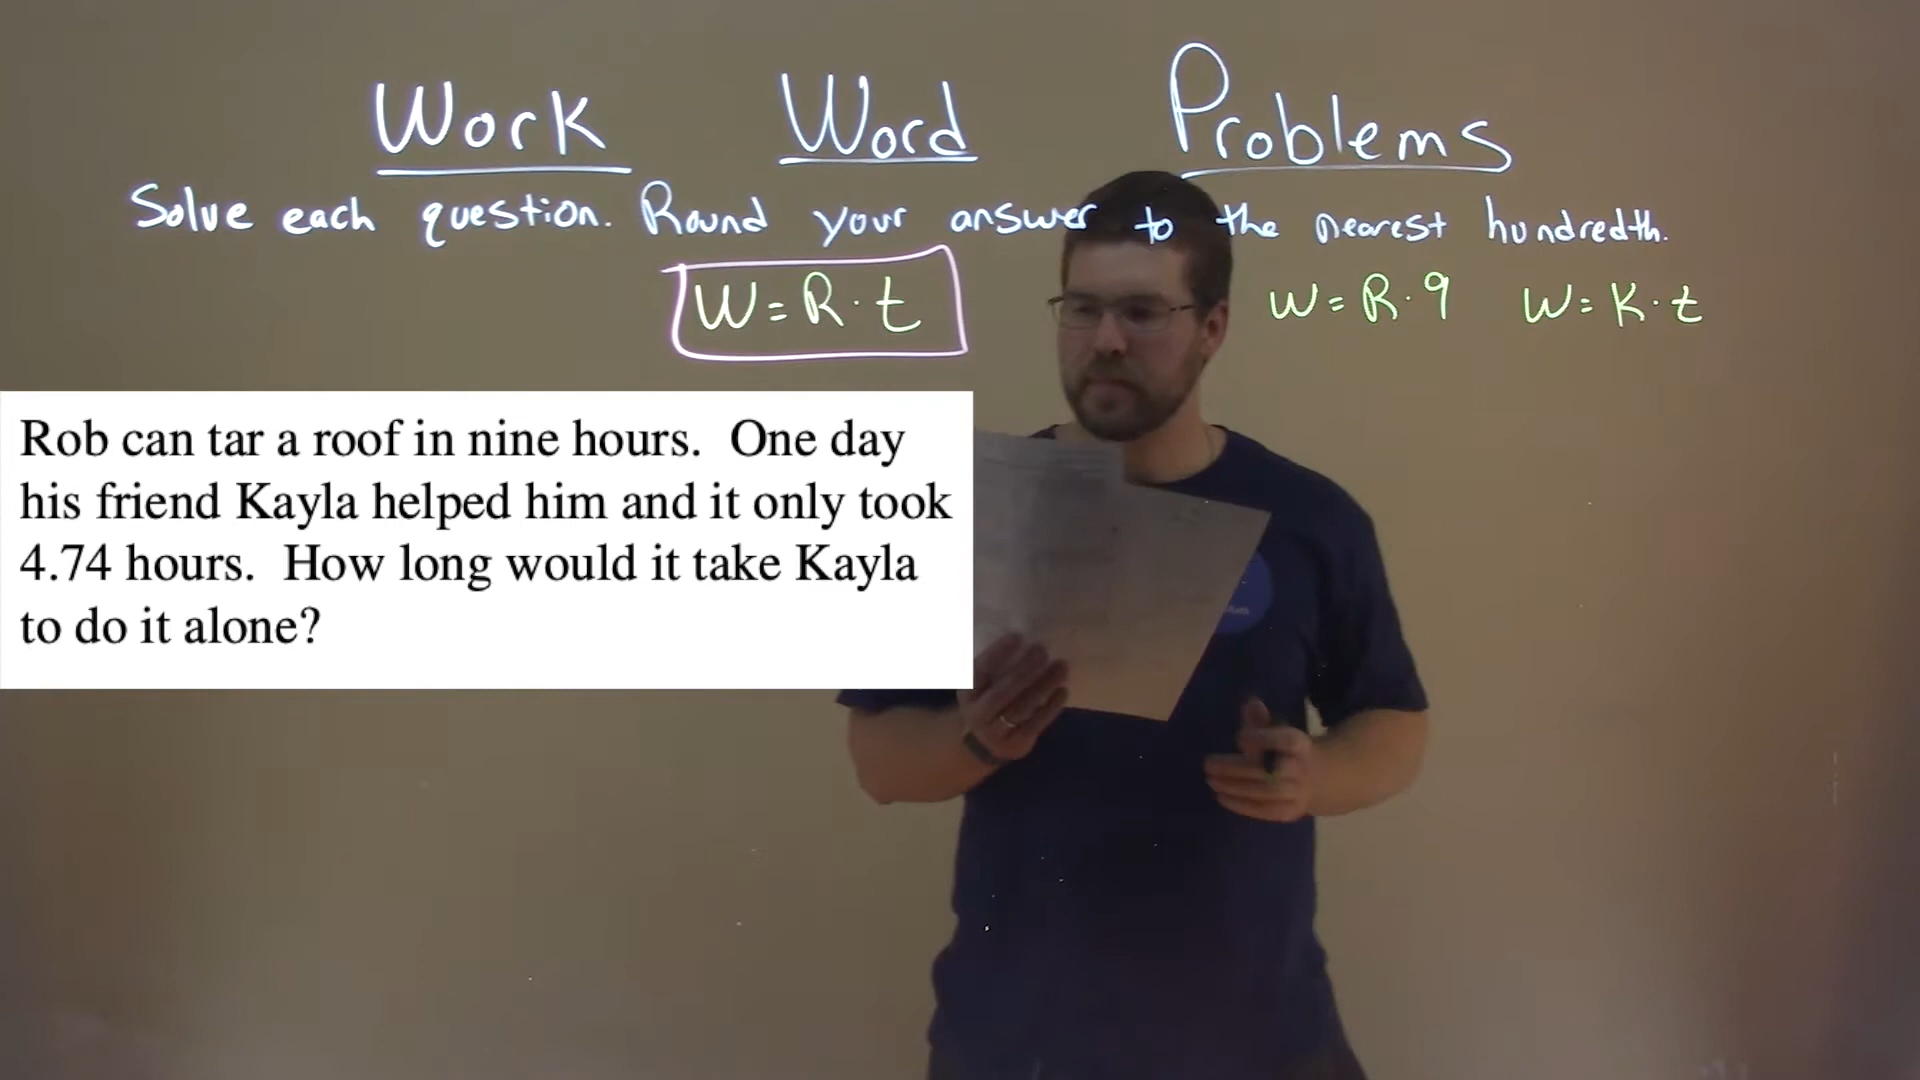 Work Word Problems
Solve each question. Round your answer to the nearest hundredth.
W = R · t
W = R · 9 W = K · t
Rob can tar a roof in nine hours. One day
his friend Kayla helped him and it only took
4.74 hours. How long would it take Kayla
to do it alone?